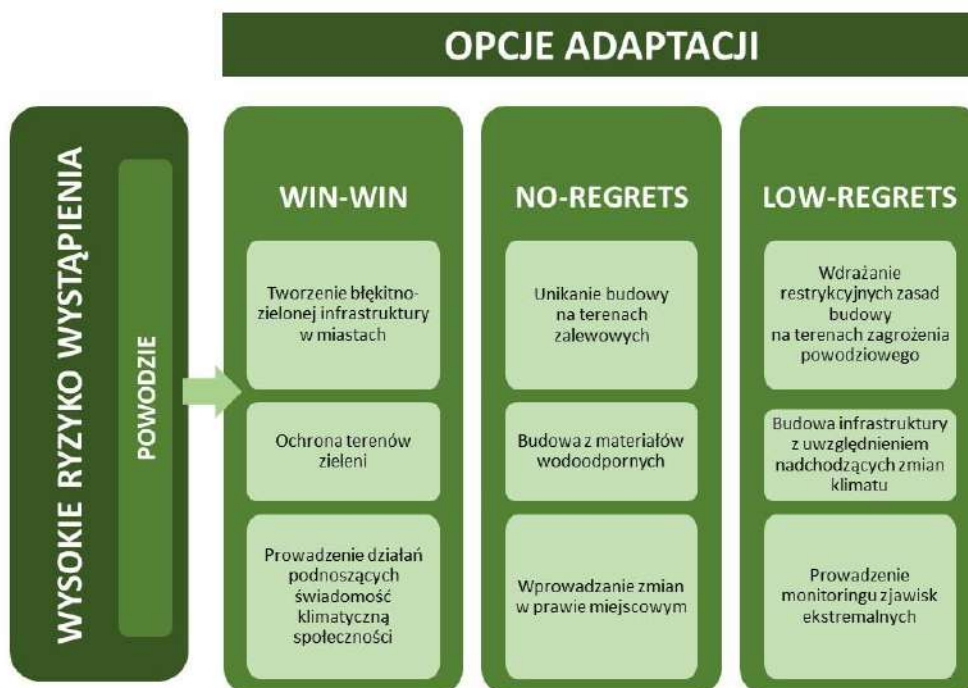 OPCJE ADAPTACJI
WYSOKIE RYZYKO WYSTĄPIENIA
POWODZIE
WIN-WIN
Tworzenie błękitno-
zielonej infrastruktury
w miastach
Ochrona terenów
zieleni
Prowadzenie działań
podnoszących
świadomość
klimatyczną
społeczności
NO-REGRETS
Unikanie budowy
na terenach
zalewowych
Budowa z materiałów
wodoodpornych
Wprowadzanie zmian
w prawie miejscowym
LOW-REGRETS
Wdrażanie
restrykcyjnych zasad
budowy
na terenach zagrożenia
powodziowego
Budowa infrastruktury
z uwzględnieniem
nadchodzących zmian
klimatu
Prowadzenie
monitoringu zjawisk
ekstremalnych